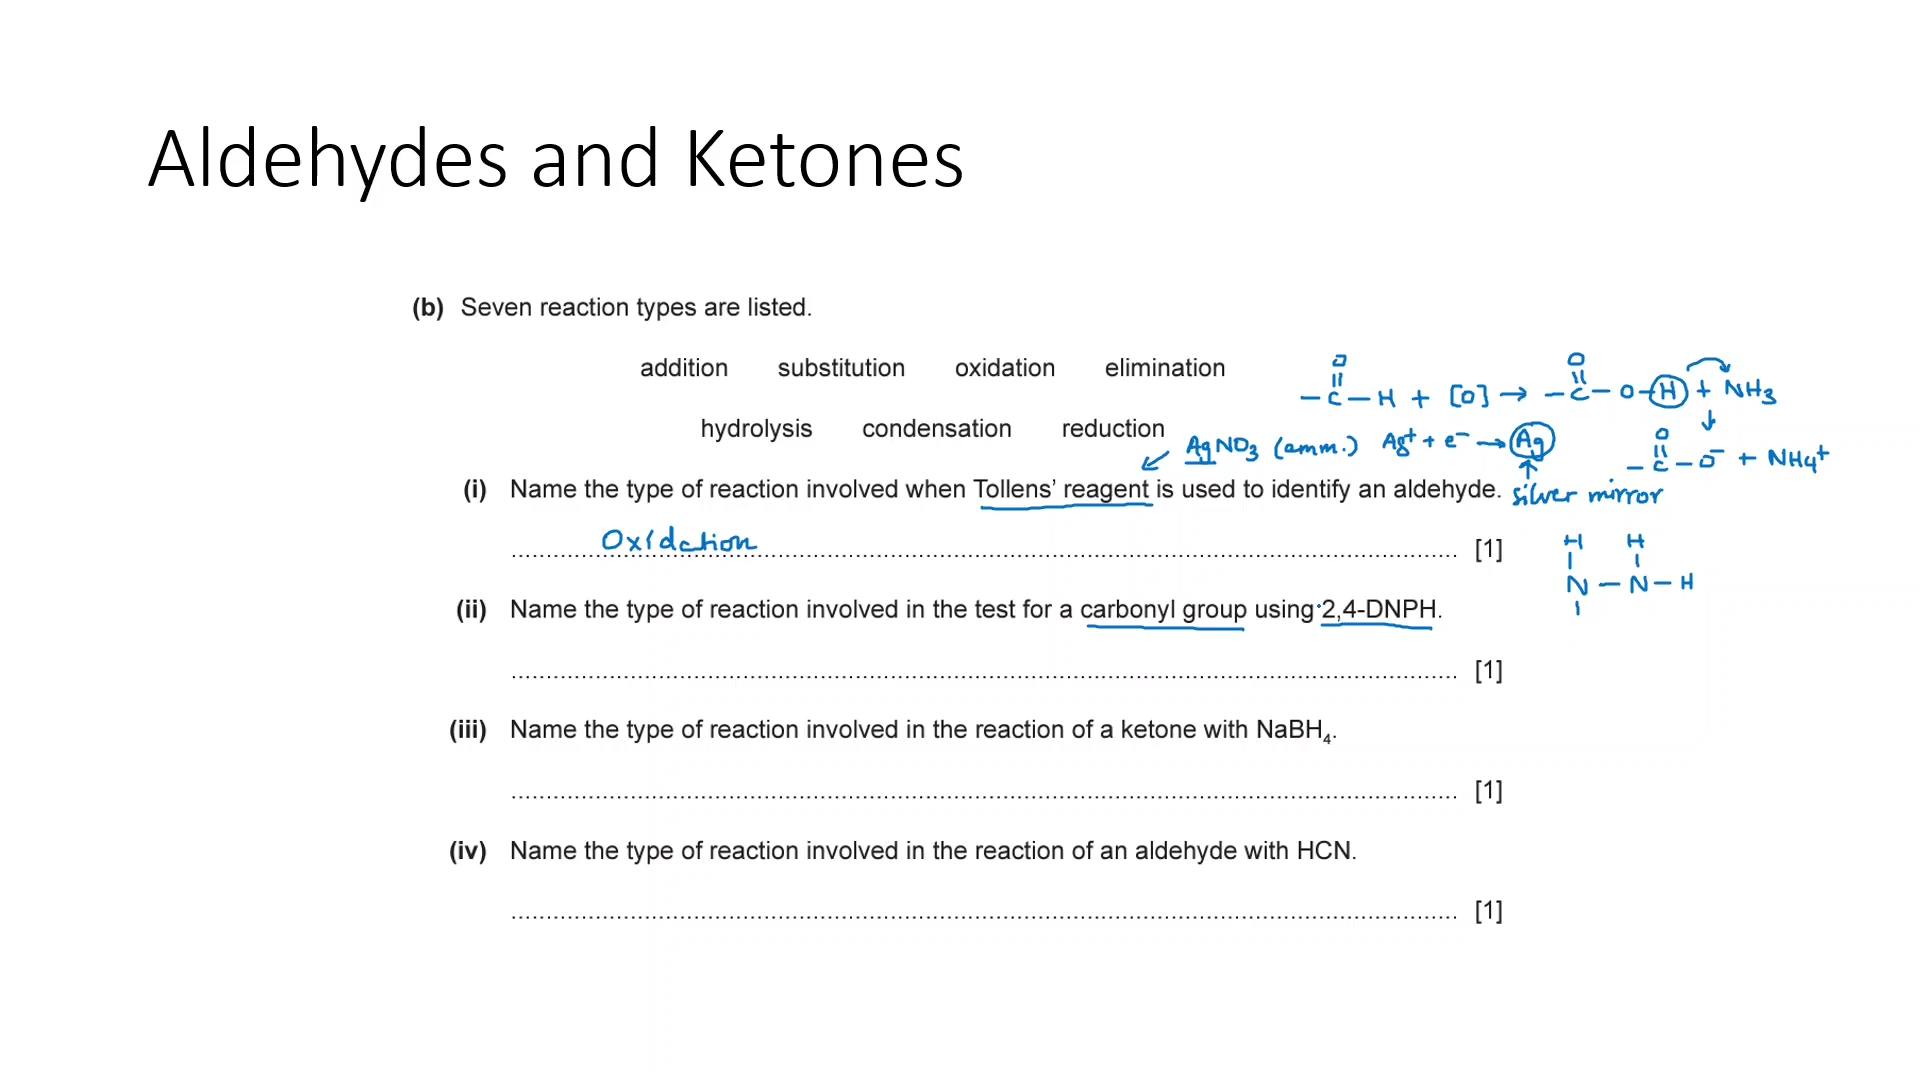 Aldehydes and Ketones
(b) Seven reaction types are listed.
addition substitution oxidation elimination
hydrolysis condensation reduction
O
||
— C — H + [O] → — C — O — H + NH₃
O
||
AgNO₃ (amm.) Ag⁺ + e⁻ → Ag
O
||
— C — O⁻ + NH₄⁺
(i) Name the type of reaction involved when Tollens' reagent is used to identify an aldehyde.
silver mirror
Oxidation [1]
H H
| |
N — N — H
|
(ii) Name the type of reaction involved in the test for a carbonyl group using 2,4-DNPH.
[1]
(iii) Name the type of reaction involved in the reaction of a ketone with NaBH₄.
[1]
(iv) Name the type of reaction involved in the reaction of an aldehyde with HCN.
[1]